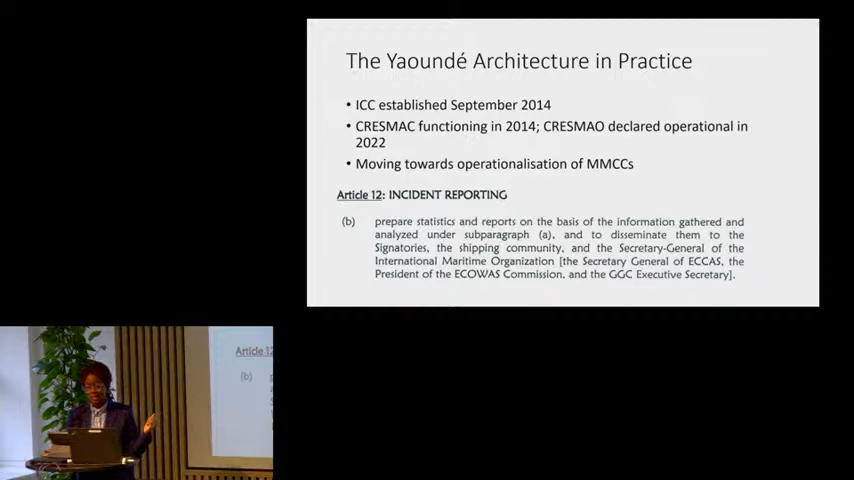 The Yaoundé Architecture in Practice
• ICC established September 2014
• CRESMAC functioning in 2014; CRESMAO declared operational in
2022
• Moving towards operationalisation of MMCCs
Article 12: INCIDENT REPORTING
(b) prepare statistics and reports on the basis of the information gathered and
analyzed under subparagraph (a), and to disseminate them to the
Signatories, the shipping community, and the Secretary-General of the
International Maritime Organization [the Secretary General of ECCAS, the
President of the ECOWAS Commission, and the GGC Executive Secretary].
Article 12
(b)